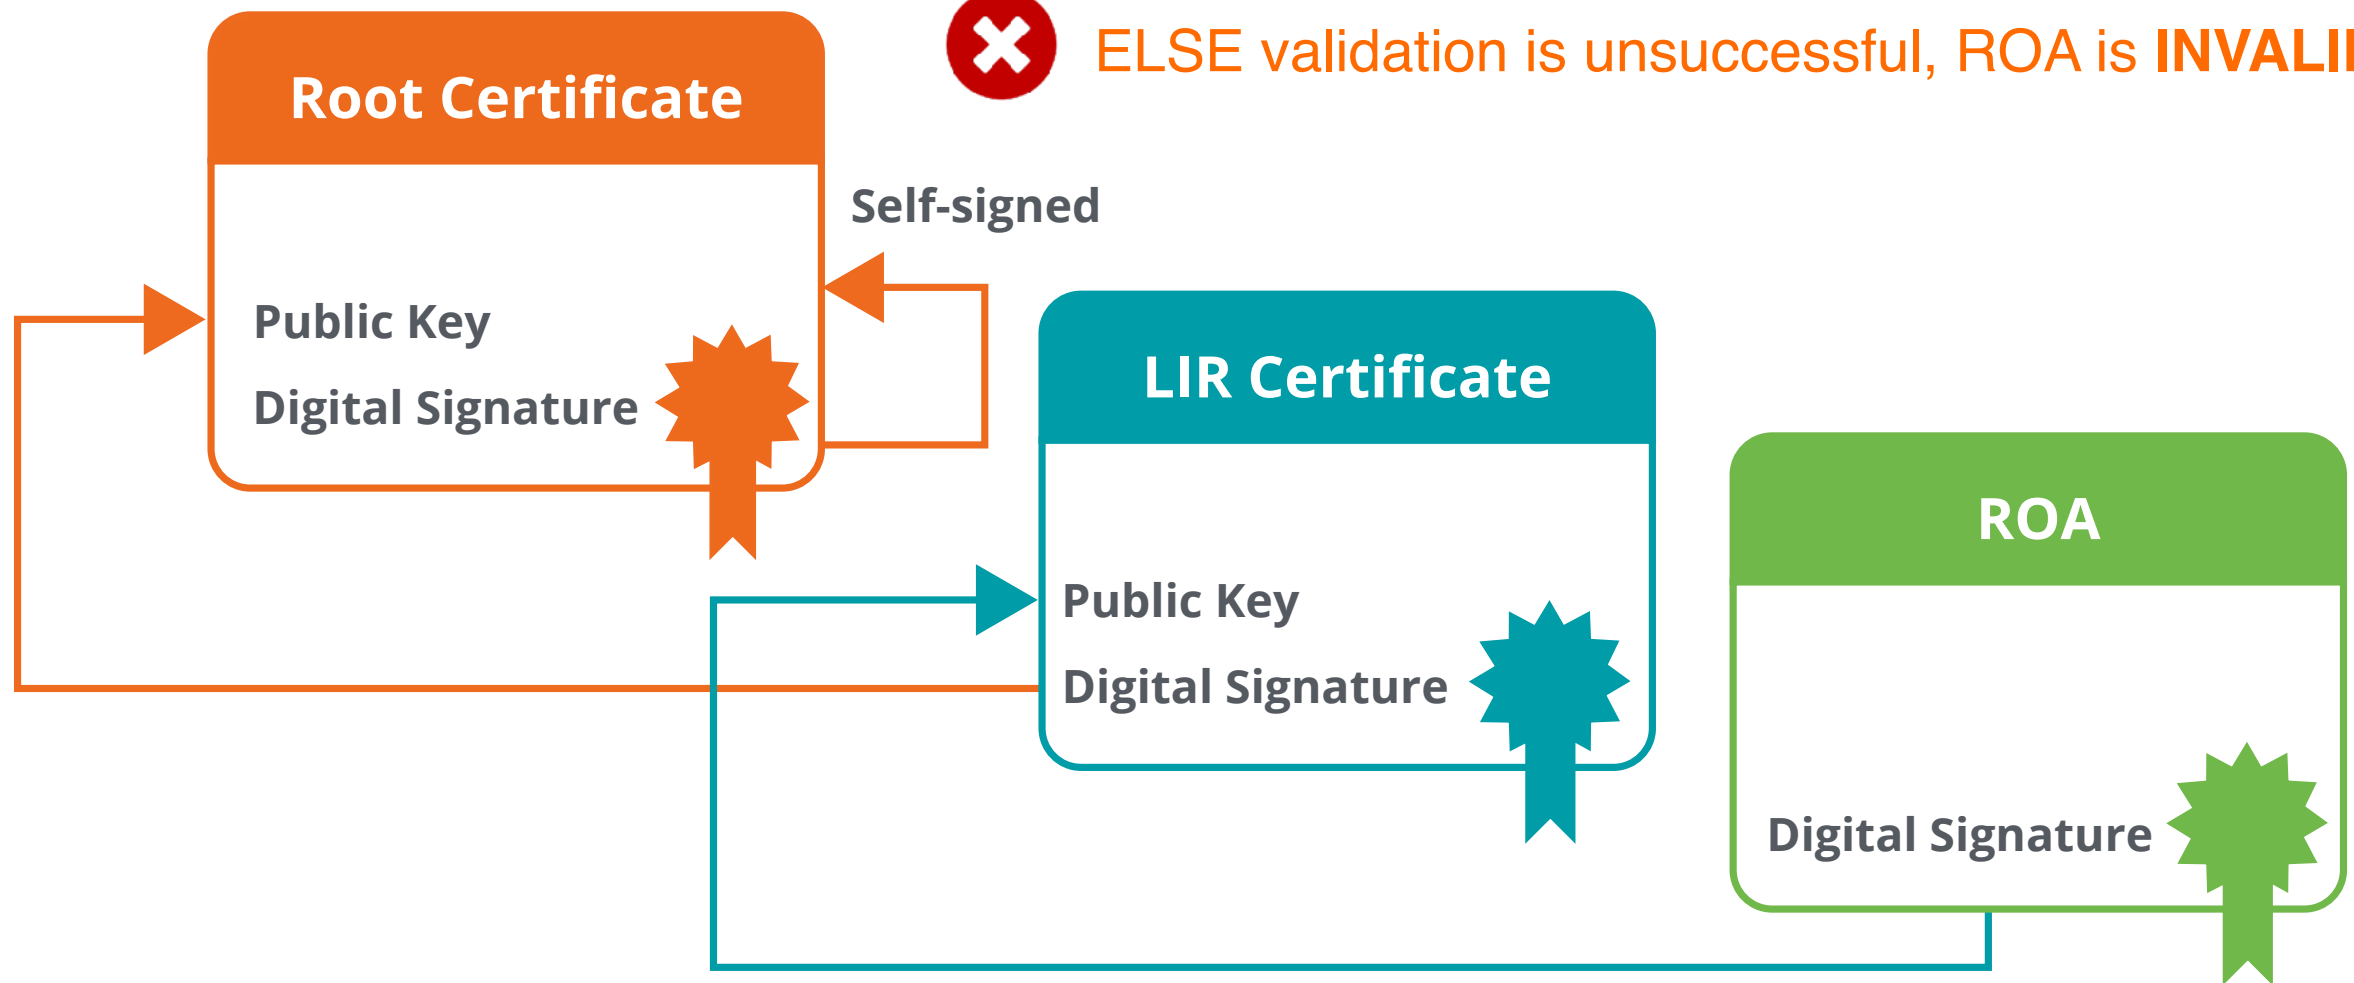 ELSE validation is unsuccessful, ROA is
Root Certificate
Self-signed
Public Key
Digital Signature
LIR Certificate
Public Key
Digital Signature
ROA
Digital Signature